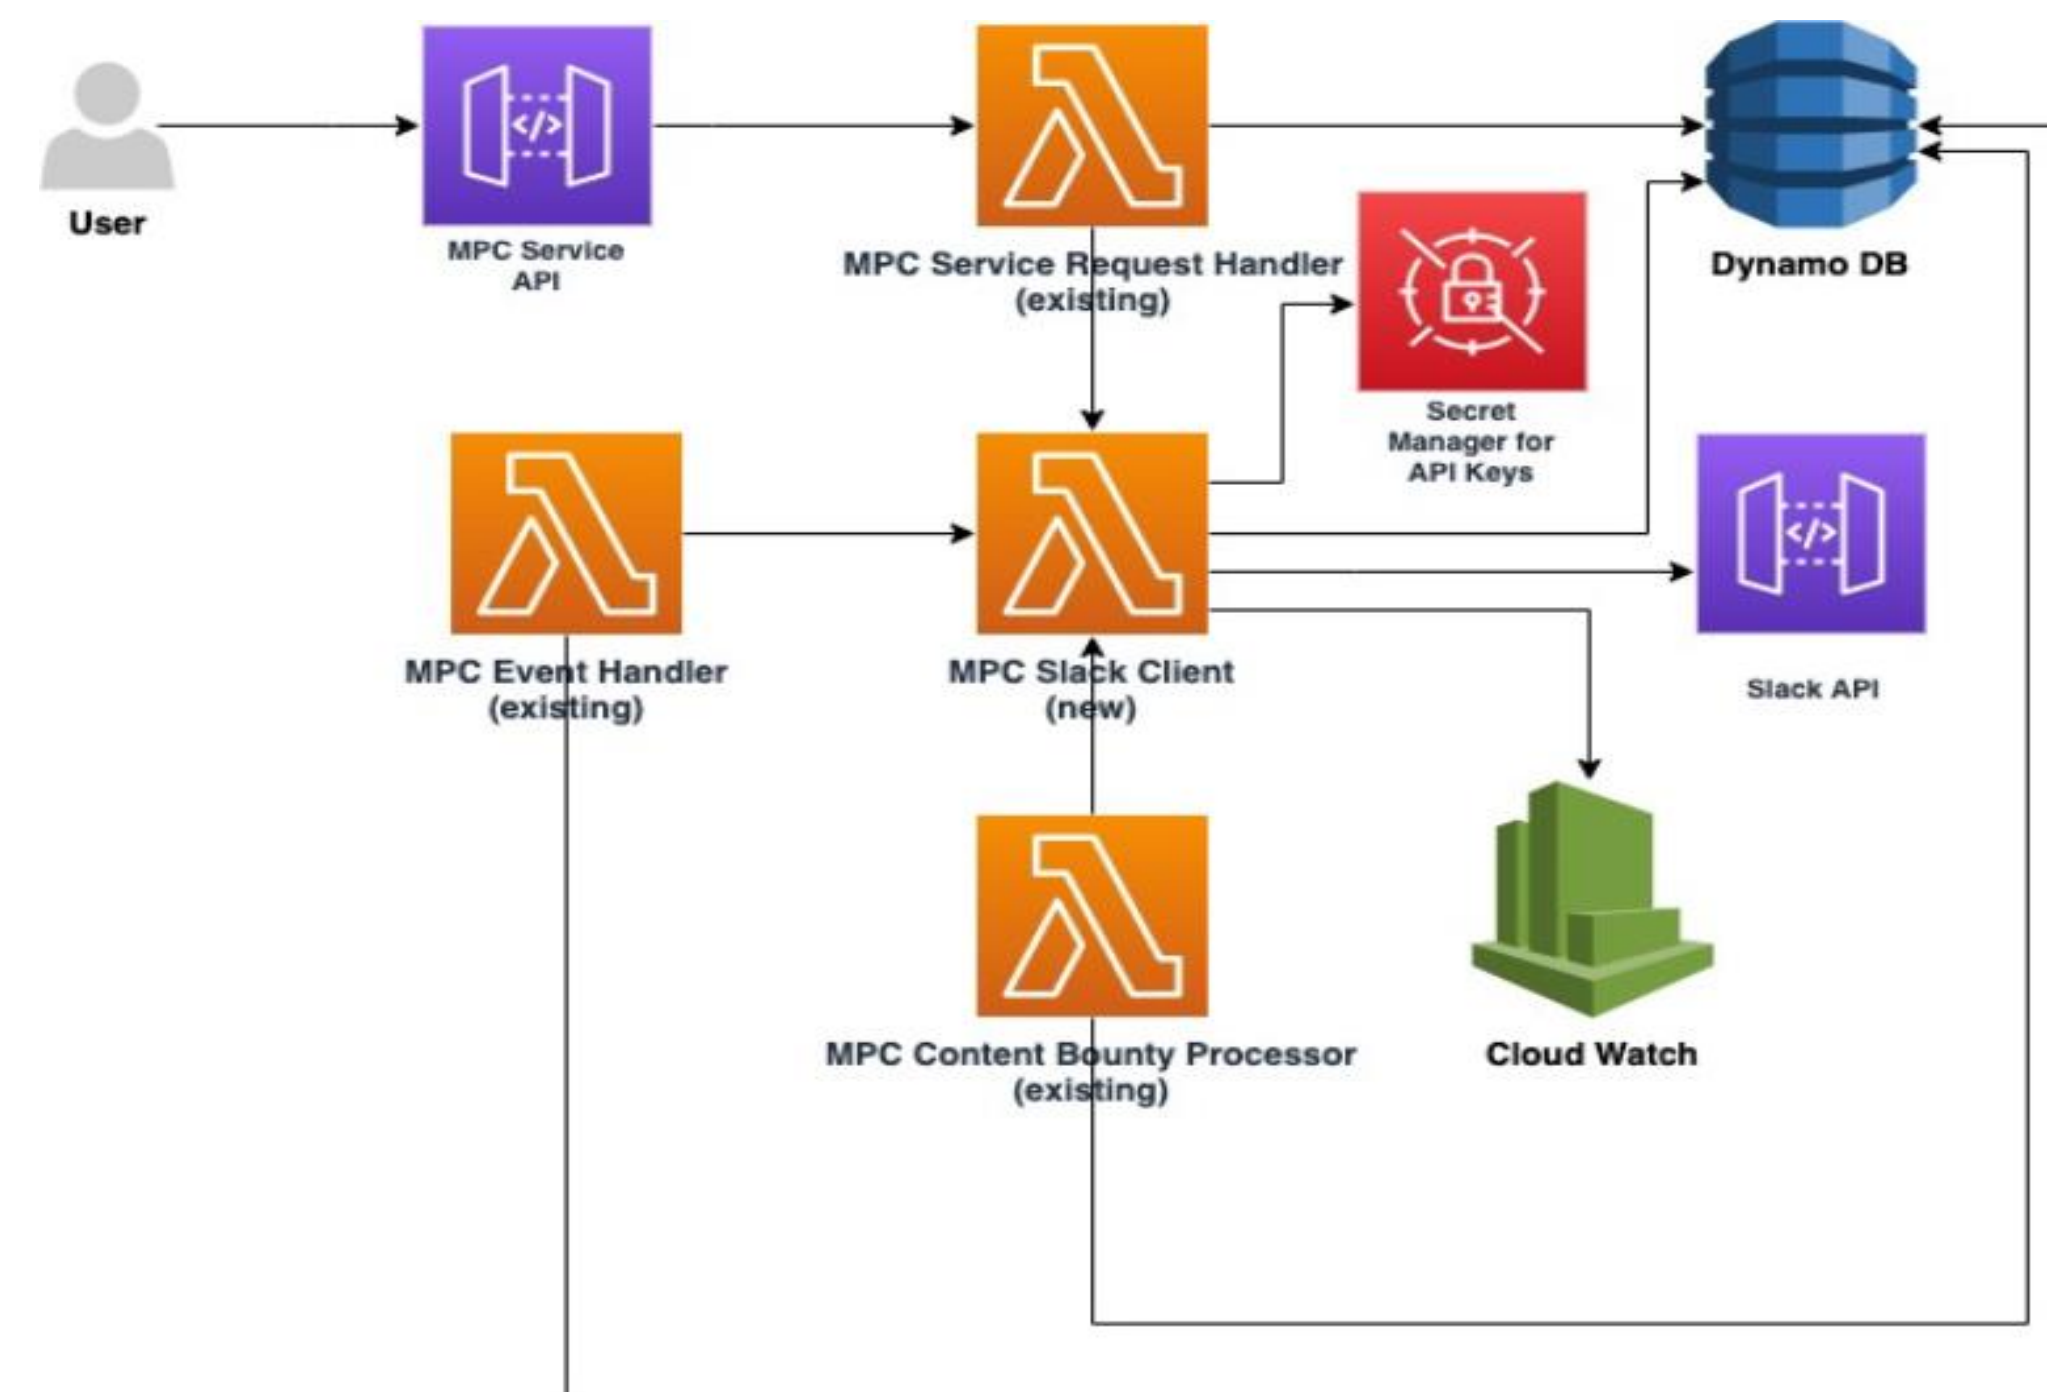 User
MPC Service
API
MPC Service Request Handler
(existing)
Dynamo DB
Secret
Manager for
API Keys
MPC Event Handler
(existing)
MPC Slack Client
(new)
Slack API
MPC Content Bounty Processor
(existing)
Cloud Watch